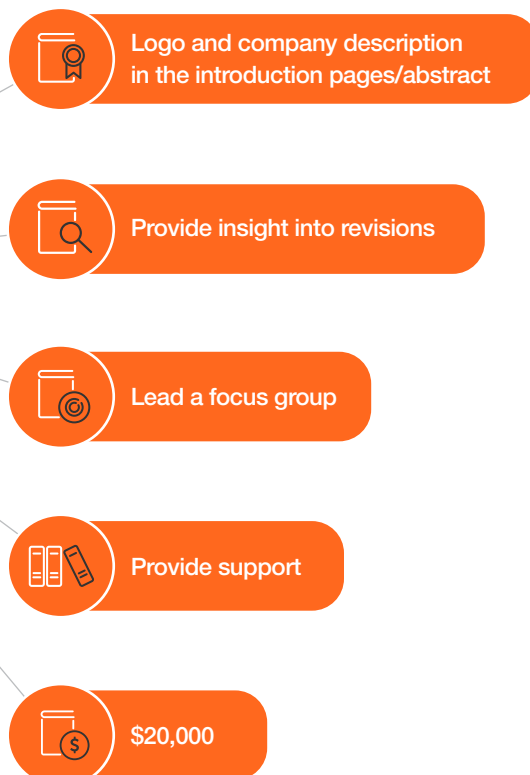 Logo and company description
in the introduction pages/abstract
Provide insight into revisions
Lead a focus group
Provide support
$20,000